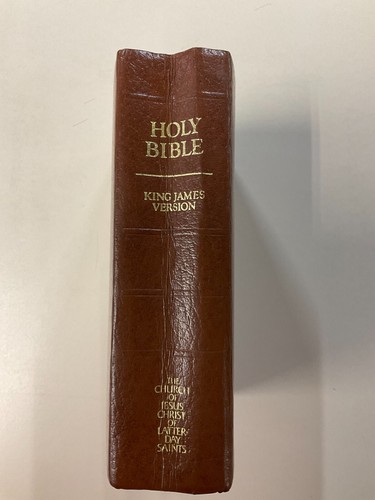 HOLY
BIBLE
KING JAMES
VERSION
THE
CHURCH
OF
JESUS
CHRIST
OF
LATTER-
DAY
SAINTS